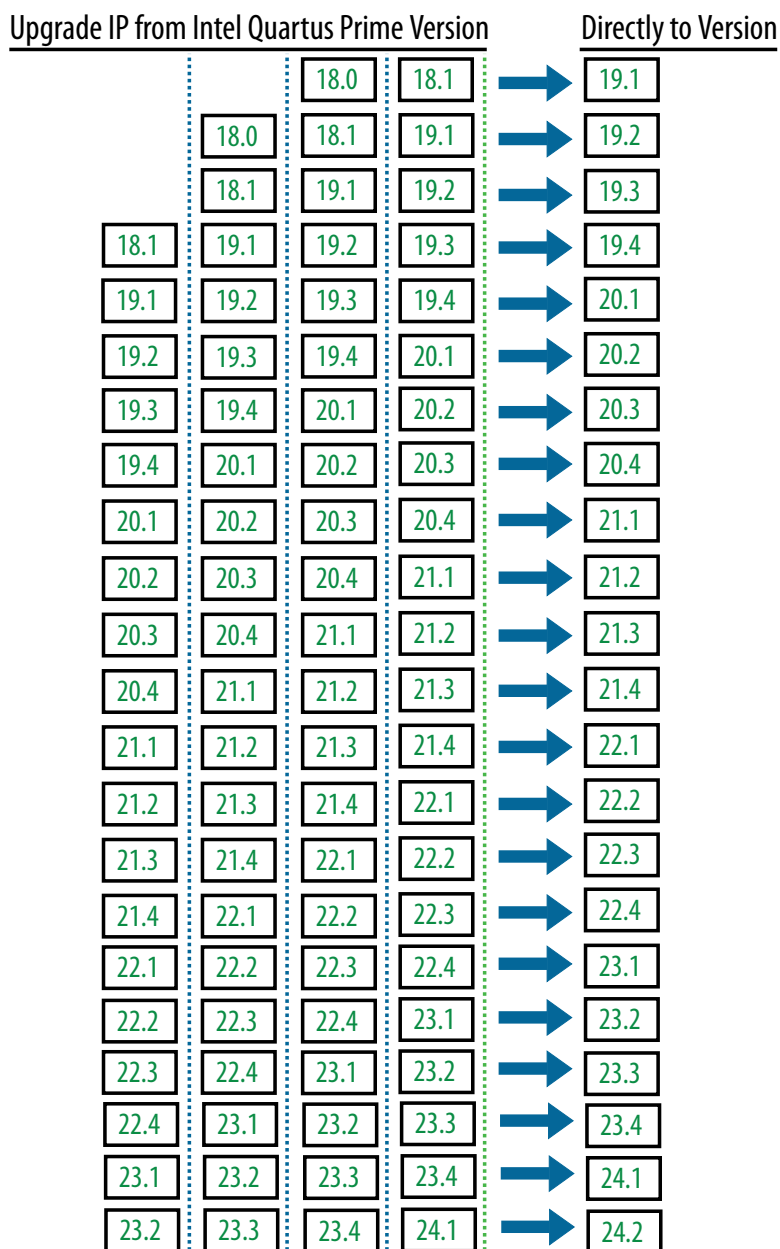 Upgrade IP from Intel Quartus Prime Version Directly to Version
18.0 18.1 19.1
18.0 18.1 19.1 19.2
18.1 19.1 19.2 19.3
18.1 19.1 19.2 19.3 19.4
19.1 19.2 19.3 19.4 20.1
19.2 19.3 19.4 20.1 20.2
19.3 19.4 20.1 20.2 20.3
19.4 20.1 20.2 20.3 20.4
20.1 20.2 20.3 20.4 21.1
20.2 20.3 20.4 21.1 21.2
20.3 20.4 21.1 21.2 21.3
20.4 21.1 21.2 21.3 21.4
21.1 21.2 21.3 21.4 22.1
21.2 21.3 21.4 22.1 22.2
21.3 21.4 22.1 22.2 22.3
21.4 22.1 22.2 22.3 22.4
22.1 22.2 22.3 22.4 23.1
22.2 22.3 22.4 23.1 23.2
22.3 22.4 23.1 23.2 23.3
22.4 23.1 23.2 23.3 23.4
23.1 23.2 23.3 23.4 24.1
23.2 23.3 23.4 24.1 24.2